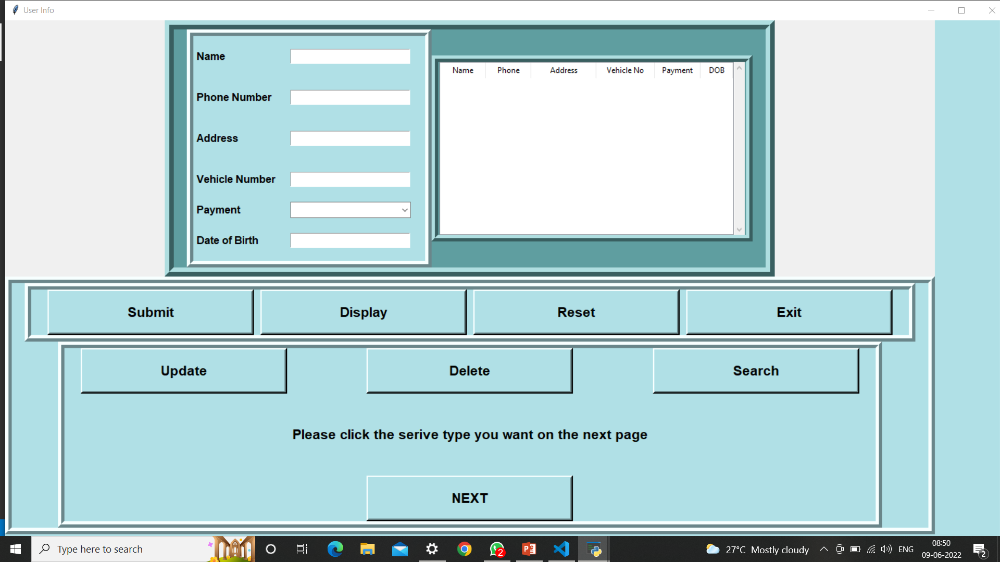 User Info
Name
Phone Number
Address
Vehicle Number
Payment
Date of Birth
Name Phone Address Vehicle No Payment DOB
Submit Display Reset Exit
Update Delete Search
Please click the serive type you want on the next page
NEXT
Type here to search
2
27°C Mostly cloudy
ENG
08:50
09-06-2022
2